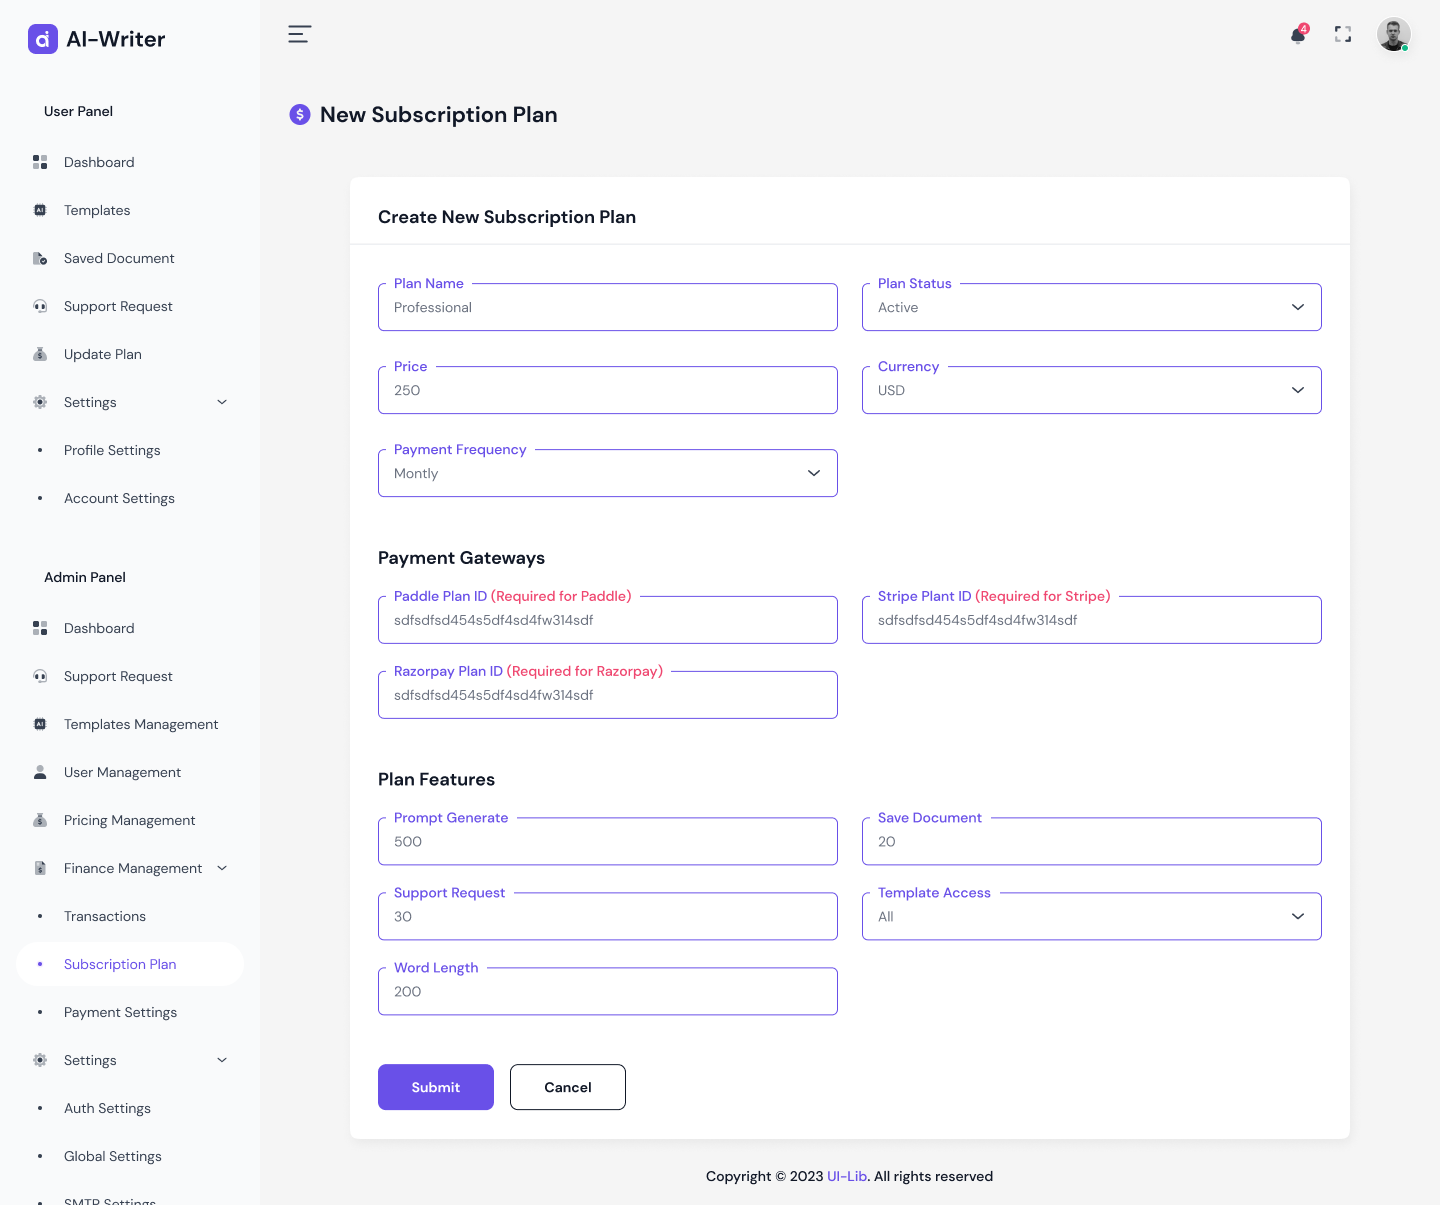 AI-Writer
4
New Subscription Plan
User Panel
Dashboard
Templates
Saved Document
Support Request
Update Plan
Settings
Profile Settings
Account Settings
Admin Panel
Dashboard
Support Request
Templates Management
User Management
Pricing Management
Finance Management
Transactions
Subscription Plan
Payment Settings
Settings
Auth Settings
Global Settings
SMTP Settings
Create New Subscription Plan
Plan Name
Professional
Plan Status
Active
Price
250
Currency
USD
Payment Frequency
Montly
Payment Gateways
Paddle Plan ID (Required for Paddle)
sdfsdfsd454s5df4sd4fw314sdf
Stripe Plant ID (Required for Stripe)
sdfsdfsd454s5df4sd4fw314sdf
Razorpay Plan ID (Required for Razorpay)
sdfsdfsd454s5df4sd4fw314sdf
Plan Features
Prompt Generate
500
Save Document
20
Support Request
30
Template Access
All
Word Length
200
Submit
Cancel
Copyright © 2023 UI-Lib. All rights reserved